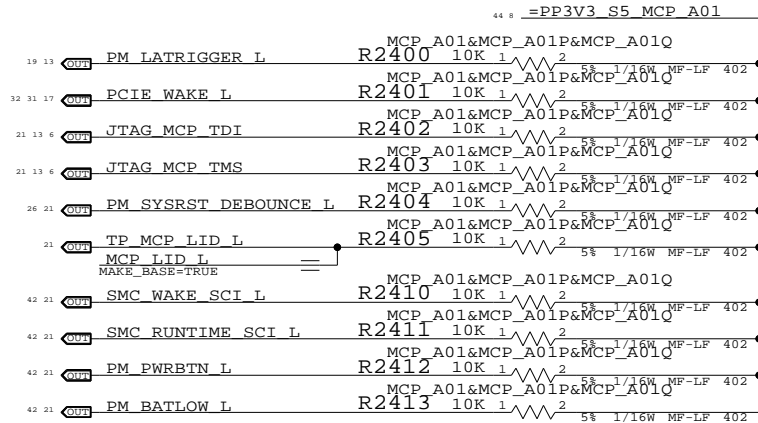 44 8 =PP3V3_S5_MCP_A01
MCP_A01&MCP_A01P&MCP_A01Q
19 13 OUT PM_LATRIGGER_L R2400 10K 1 2
5% 1/16W MF-LF 402
MCP_A01&MCP_A01P&MCP_A01Q
32 31 17 OUT PCIE_WAKE_L R2401 10K 1 2
5% 1/16W MF-LF 402
MCP_A01&MCP_A01P&MCP_A01Q
21 13 6 OUT JTAG_MCP_TDI R2402 10K 1 2
5% 1/16W MF-LF 402
MCP_A01&MCP_A01P&MCP_A01Q
21 13 6 OUT JTAG_MCP_TMS R2403 10K 1 2
5% 1/16W MF-LF 402
MCP_A01&MCP_A01P&MCP_A01Q
26 21 OUT PM_SYSRST_DEBOUNCE_L R2404 10K 1 2
5% 1/16W MF-LF 402
MCP_A01&MCP_A01P&MCP_A01Q
21 OUT TP_MCP_LID_L R2405 10K 1 2
5% 1/16W MF-LF 402
MCP_LID_L
MAKE_BASE=TRUE
MCP_A01&MCP_A01P&MCP_A01Q
42 21 OUT SMC_WAKE_SCI_L R2410 10K 1 2
5% 1/16W MF-LF 402
MCP_A01&MCP_A01P&MCP_A01Q
42 21 OUT SMC_RUNTIME_SCI_L R2411 10K 1 2
5% 1/16W MF-LF 402
MCP_A01&MCP_A01P&MCP_A01Q
42 21 OUT PM_PWRBTN_L R2412 10K 1 2
5% 1/16W MF-LF 402
MCP_A01&MCP_A01P&MCP_A01Q
42 21 OUT PM_BATLOW_L R2413 10K 1 2
5% 1/16W MF-LF 402